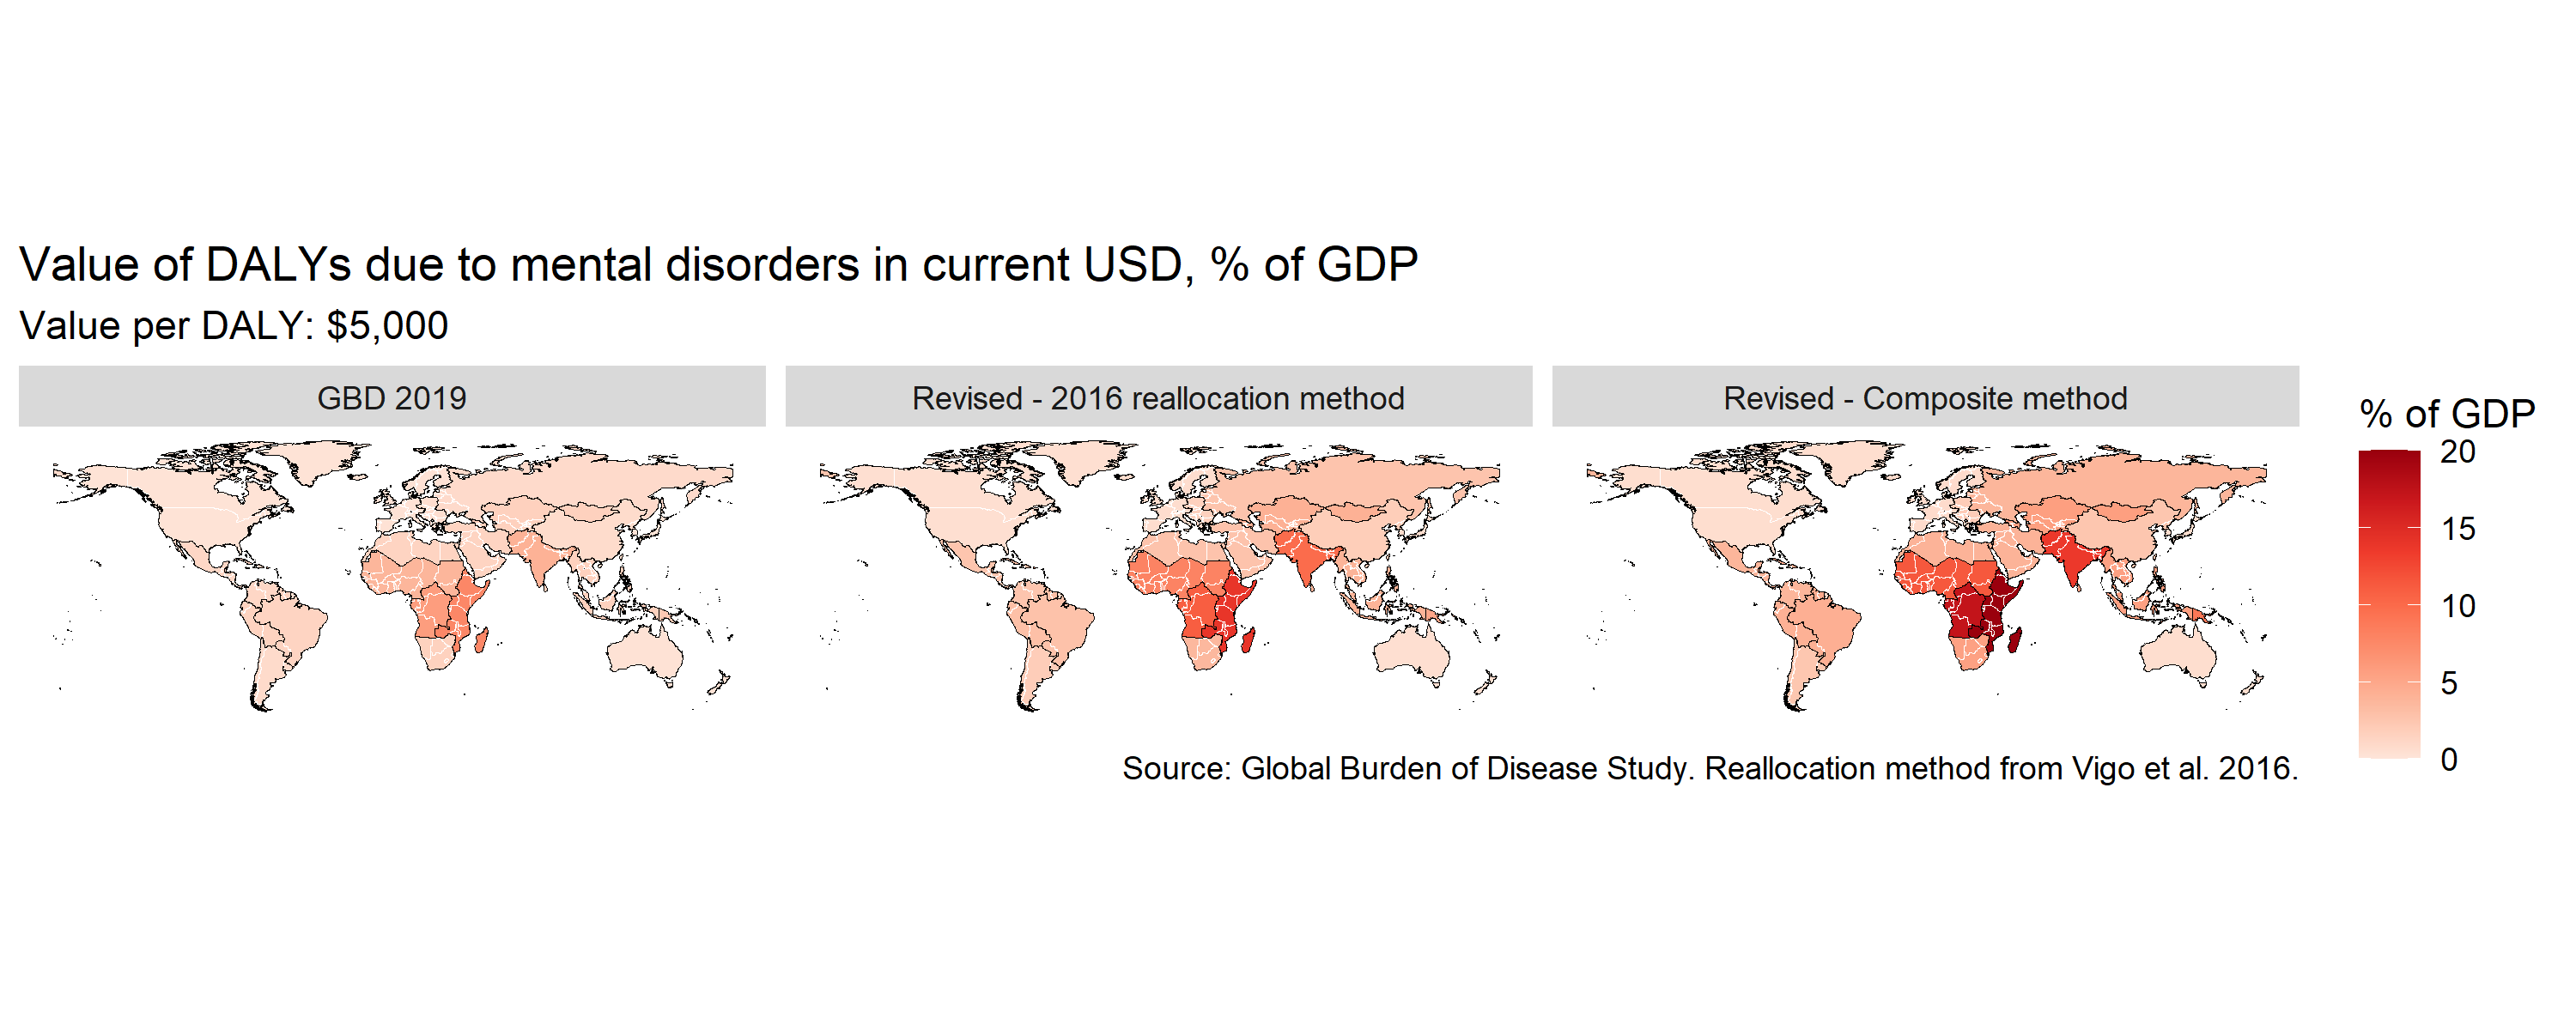 Value of DALYs due to mental disorders in current USD, % of GDP
Value per DALY: $5,000
GBD 2019
Revised - 2016 reallocation method
Revised - Composite method
% of GDP
20
15
10
5
0
Source: Global Burden of Disease Study. Reallocation method from Vigo et al. 2016.